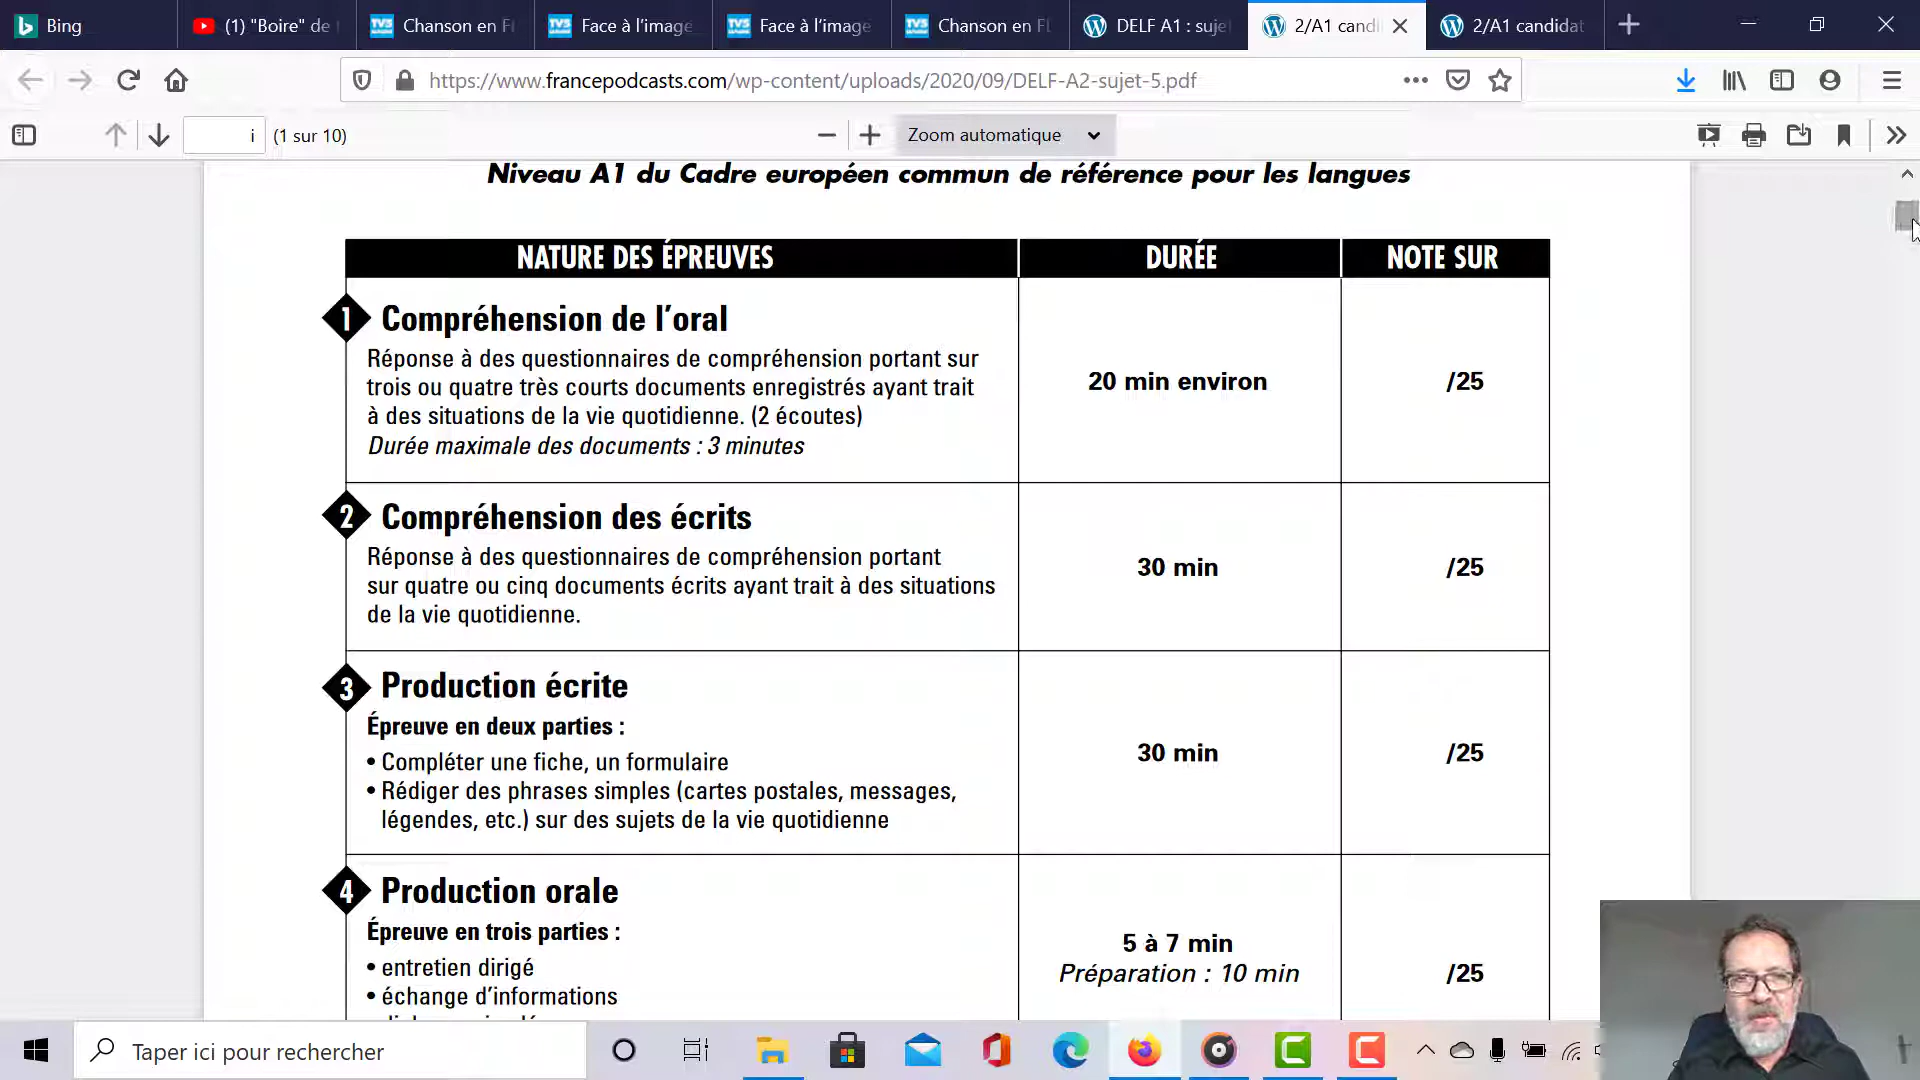 Bing
(1) "Boire" de
Chanson en Fl
Face à l'image
Face à l'image
Chanson en FL
DELF A1 : suje
2/A1 candi
2/A1 candidat
https://www.francepodcasts.com/wp-content/uploads/2020/09/DELF-A2-sujet-5.pdf
i (1 sur 10)
Zoom automatique
Niveau A1 du Cadre européen commun de référence pour les langues
NATURE DES ÉPREUVES DURÉE NOTE SUR
1 Compréhension de l'oral
Réponse à des questionnaires de compréhension portant sur
trois ou quatre très courts documents enregistrés ayant trait
à des situations de la vie quotidienne. (2 écoutes)
Durée maximale des documents : 3 minutes
20 min environ
/25
2 Compréhension des écrits
Réponse à des questionnaires de compréhension portant
sur quatre ou cinq documents écrits ayant trait à des situations
de la vie quotidienne.
30 min
/25
3 Production écrite
Épreuve en deux parties :
• Compléter une fiche, un formulaire
• Rédiger des phrases simples (cartes postales, messages,
légendes, etc.) sur des sujets de la vie quotidienne
30 min
/25
4 Production orale
Épreuve en trois parties :
• entretien dirigé
• échange d'informations
5 à 7 min
Préparation : 10 min
/25
Taper ici pour rechercher